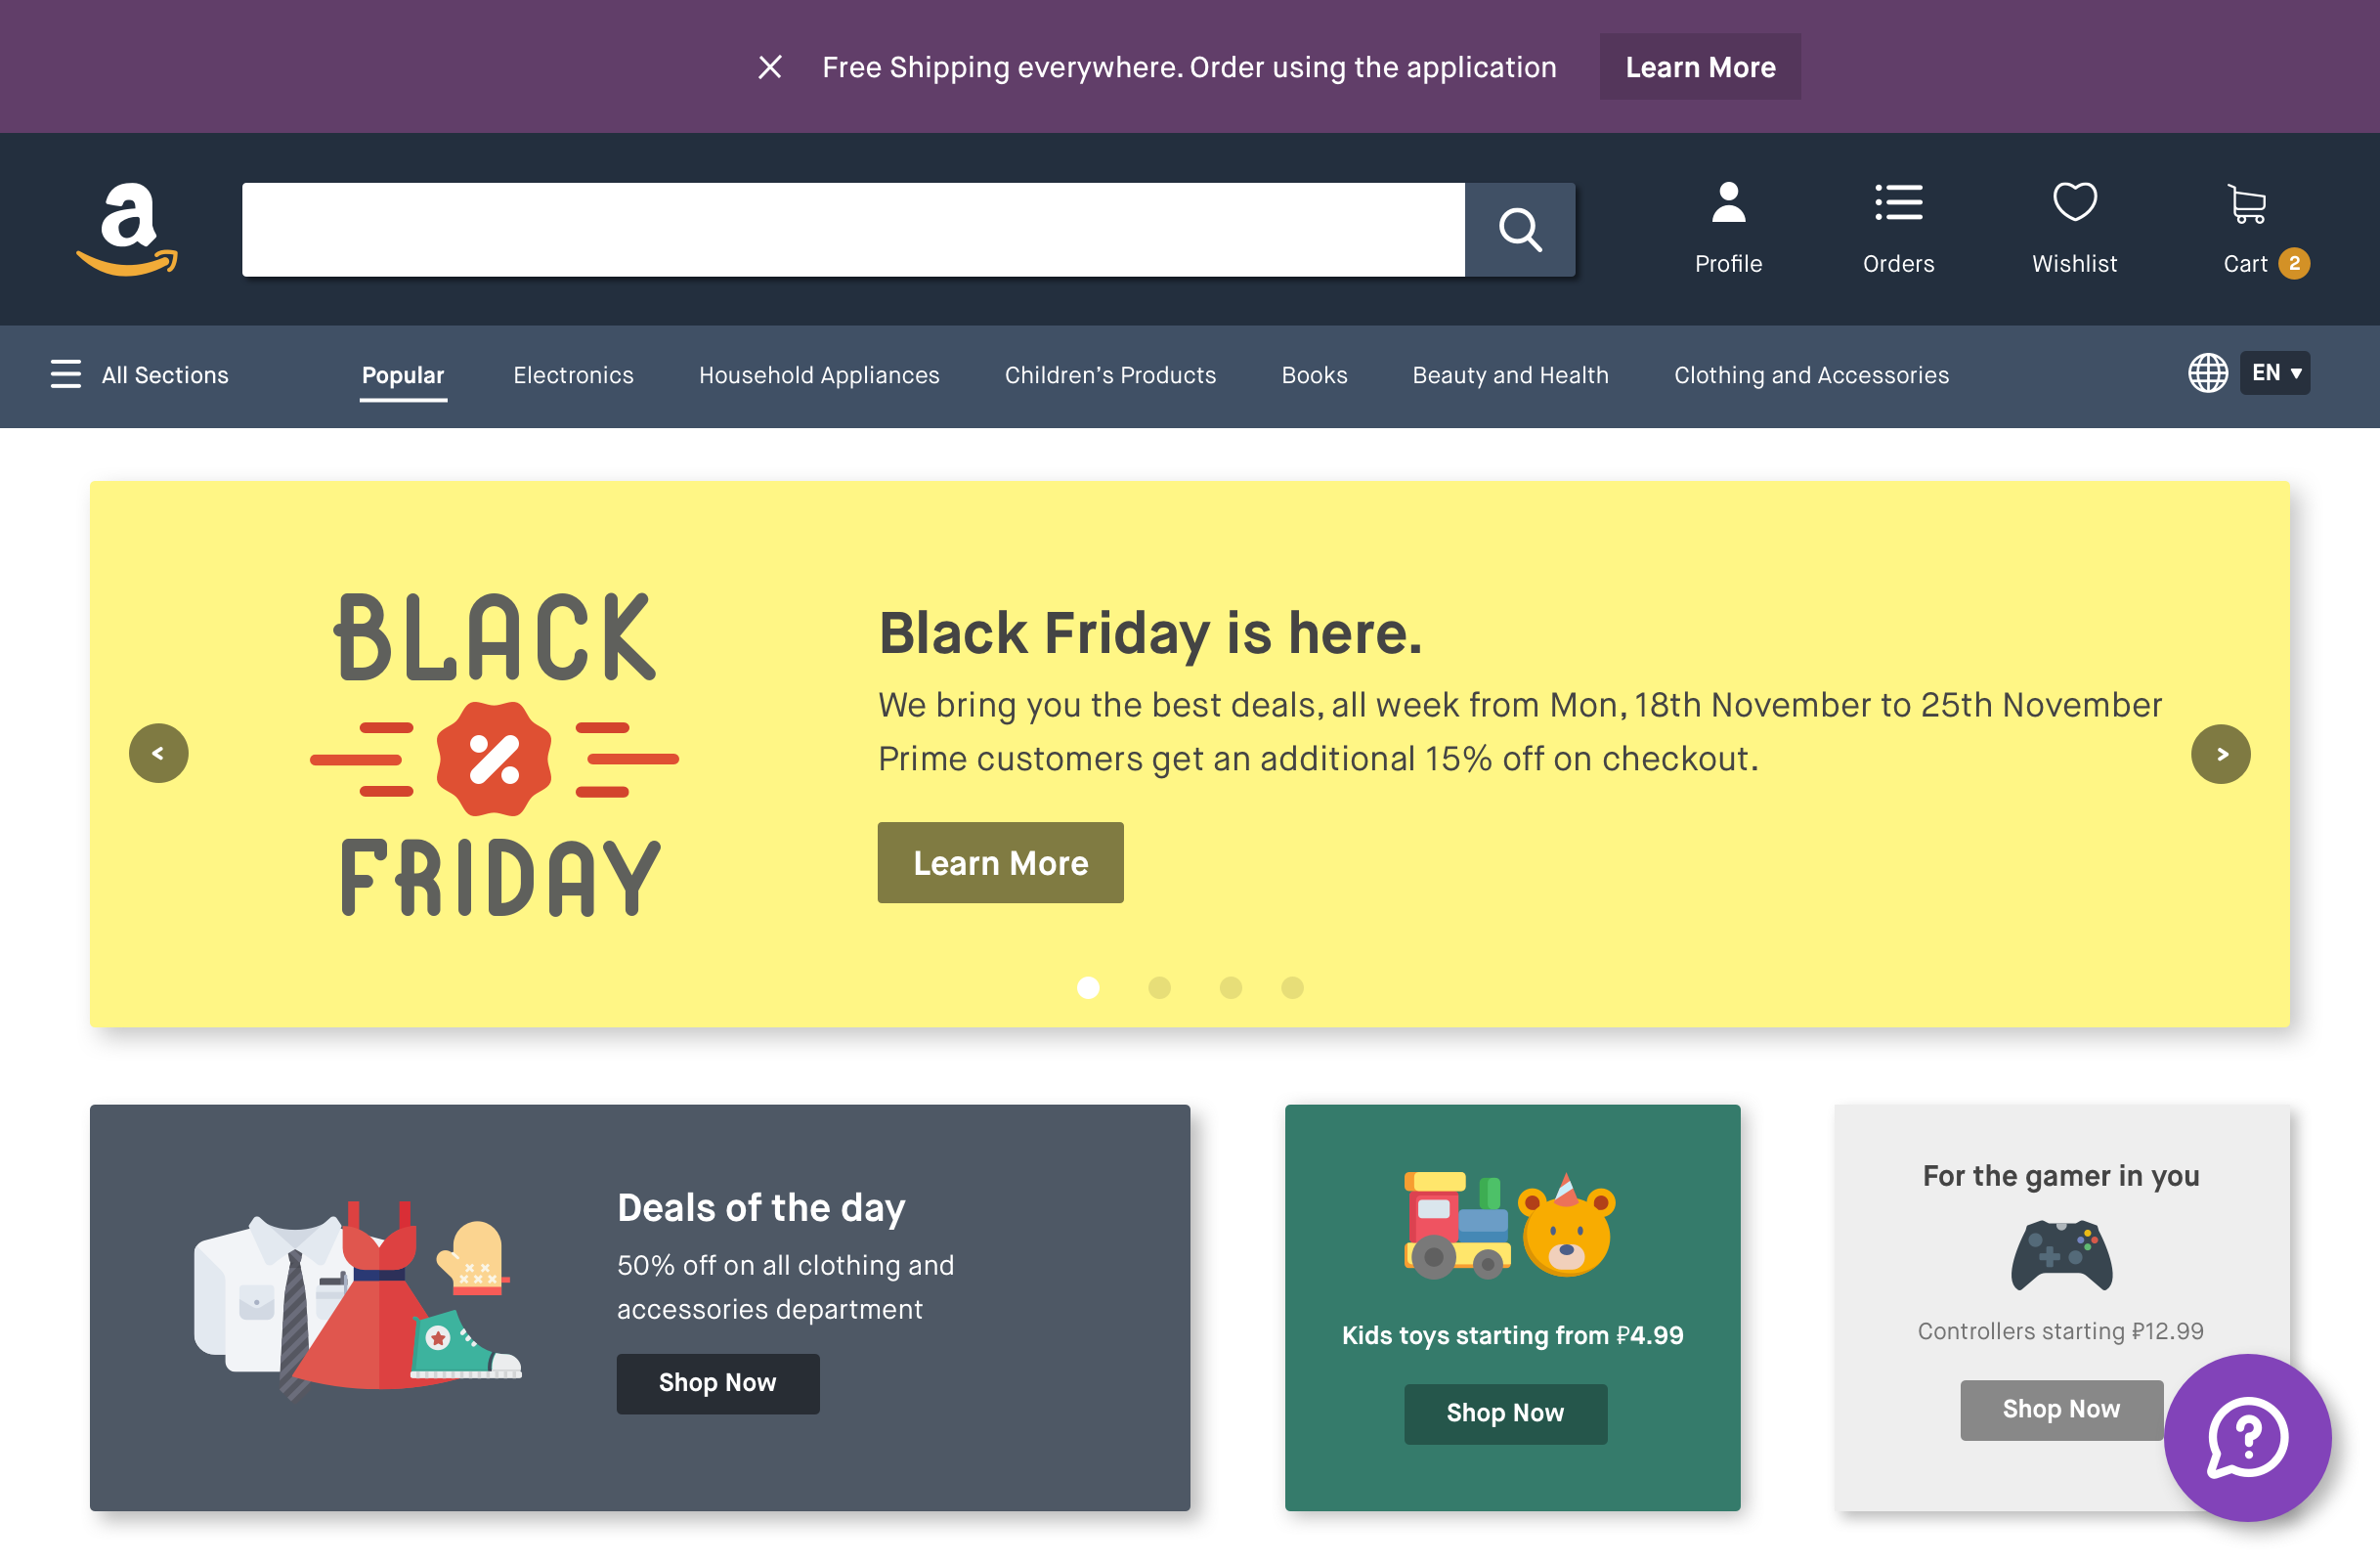 Free Shipping everywhere. Order using the application
Learn More
a
Profile
Orders
Wishlist
Cart 2
All Sections
Popular
Electronics
Household Appliances
Children's Products
Books
Beauty and Health
Clothing and Accessories
EN
BLACK
%
FRIDAY
Black Friday is here.
We bring you the best deals, all week from Mon, 18th November to 25th November
Prime customers get an additional 15% off on checkout.
Learn More
Deals of the day
50% off on all clothing and
accessories department
Shop Now
Kids toys starting from ₽4.99
Shop Now
For the gamer in you
Controllers starting ₽12.99
Shop Now
?